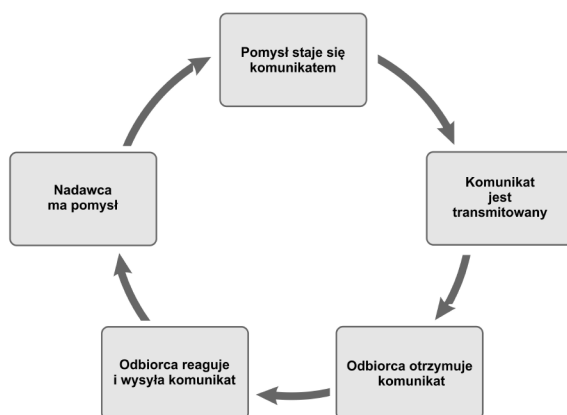 Pomysł staje się
komunikatem
Komunikat
jest
transmitowany
Odbiorca otrzymuje
komunikat
Odbiorca reaguje
i wysyła komunikat
Nadawca
ma pomysł